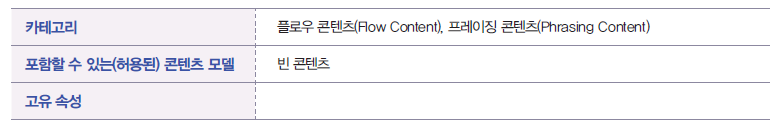 카테고리 플로우 콘텐츠(Flow Content), 프레이징 콘텐츠(Phrasing Content)
포함할 수 있는(허용된) 콘텐츠 모델 빈 콘텐츠
고유 속성